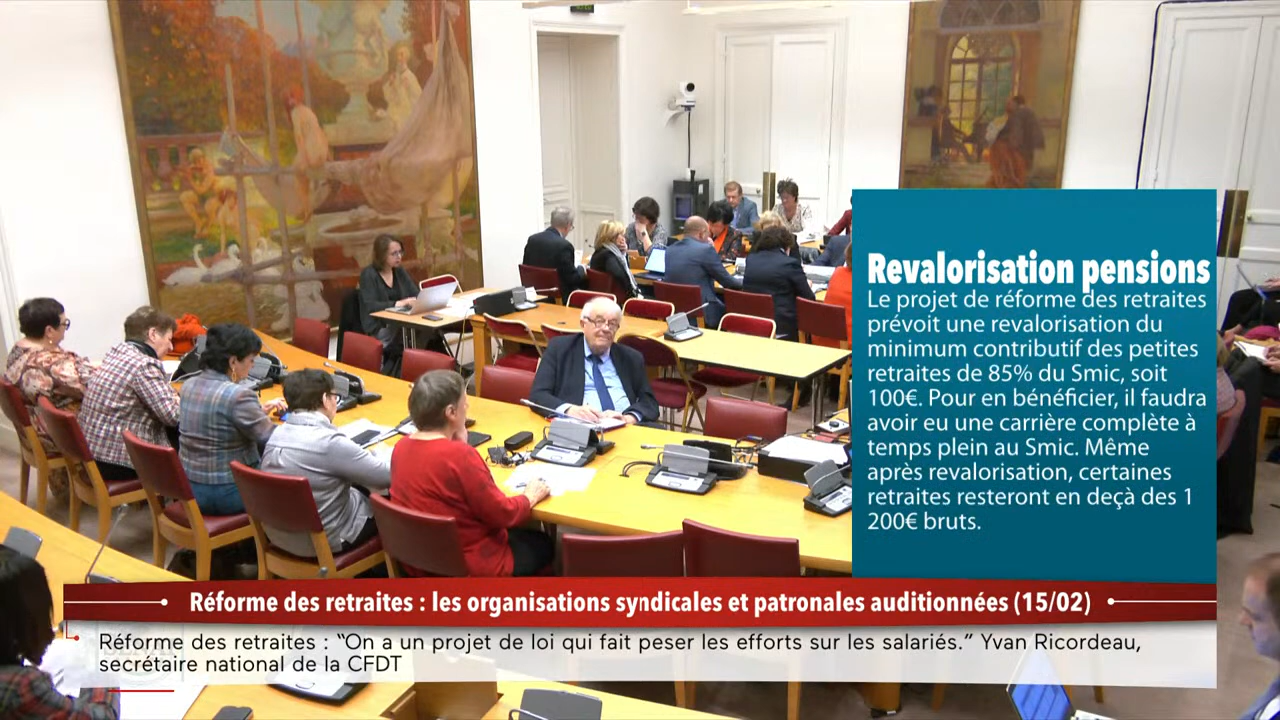 Revalorisation pensions
Le projet de réforme des retraites
prévoit une revalorisation du
minimum contributif des petites
retraites de 85% du Smic, soit
100€. Pour en bénéficier, il faudra
avoir eu une carrière complète à
temps plein au Smic. Même
après revalorisation, certaines
retraites resteront en deçà des 1
200€ bruts.
Réforme des retraites : les organisations syndicales et patronales auditionnées (15/02)
Réforme des retraites : “On a un projet de loi qui fait peser les efforts sur les salariés.” Yvan Ricordeau,
secrétaire national de la CFDT